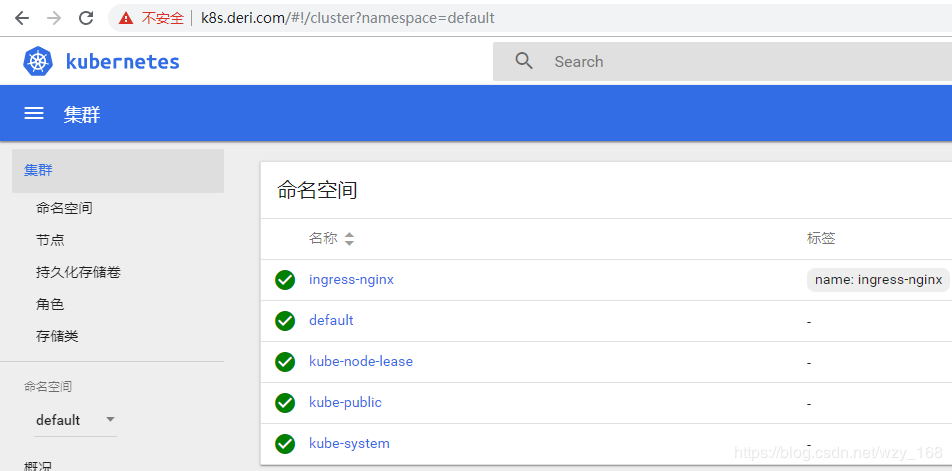 不安全 k8s.deri.com/#!/cluster?namespace=default
kubernetes
Search
集群
集群
命名空间
节点
持久化存储卷
角色
存储类
命名空间
default
概况
命名空间
名称 标签
ingress-nginx name: ingress-nginx
default -
kube-node-lease -
kube-public -
kube-system -
https://blog.csdn.net/wzy_168